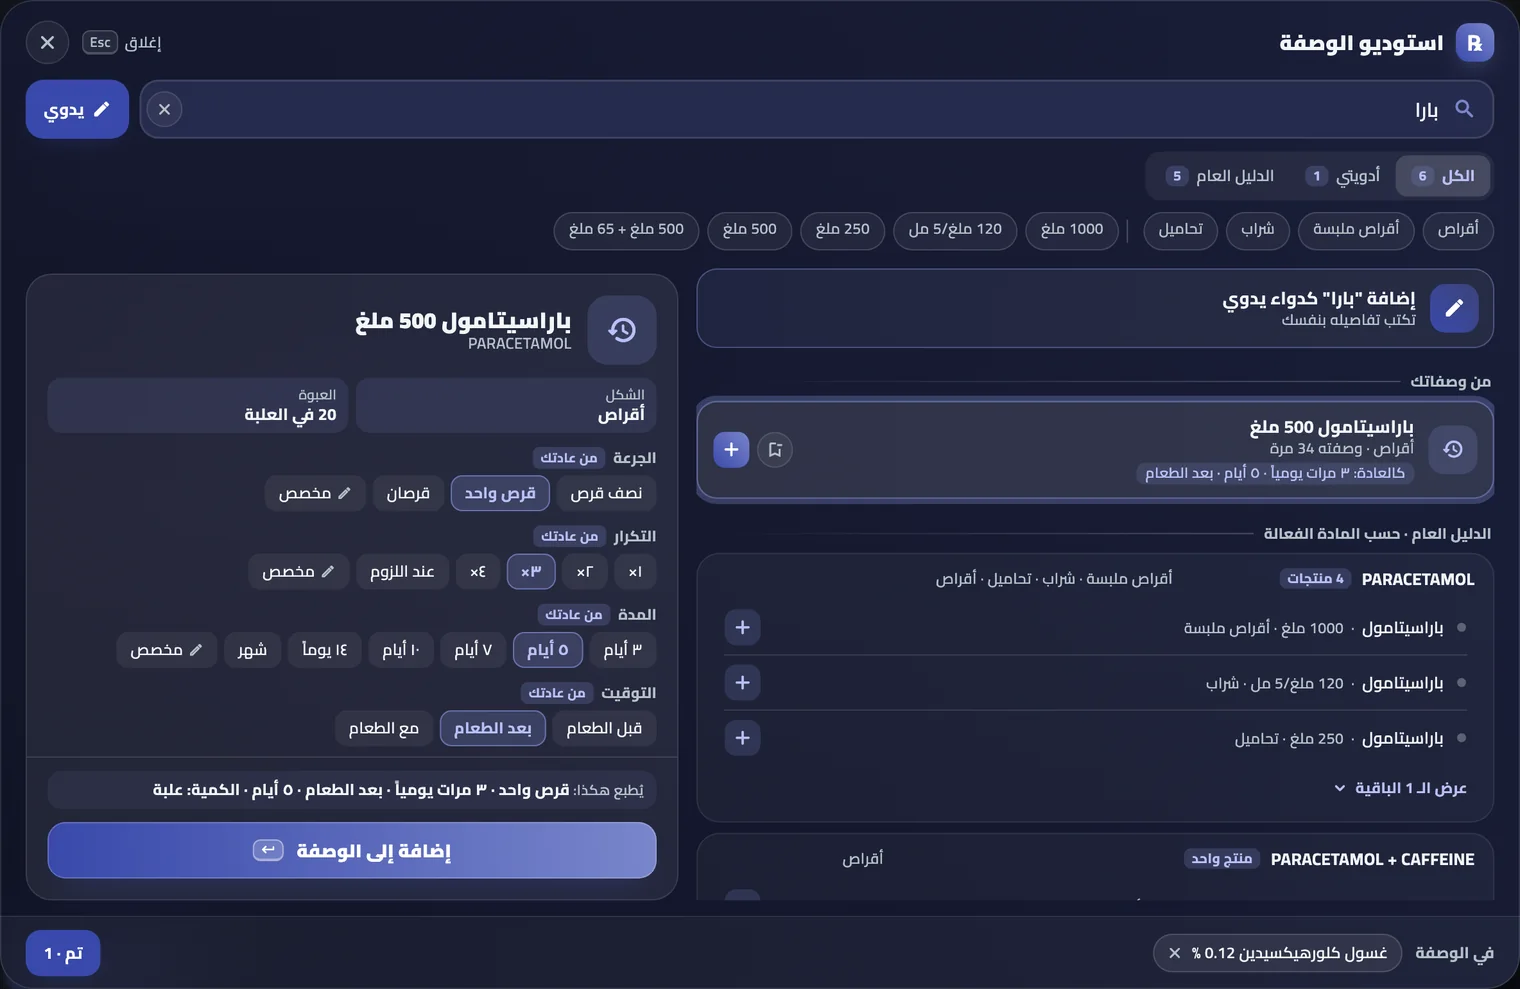 ℞ استوديو الوصفة
إغلاق Esc
بارا
يدوي
الكل 6 أدويتي 1 الدليل العام 5
أقراص أقراص ملبسة شراب تحاميل 1000 ملغ 120 ملغ/5 مل 250 ملغ 500 ملغ 500 ملغ + 65 ملغ
إضافة "بارا" كدواء يدوي
تكتب تفاصيله بنفسك
من وصفاتك
باراسيتامول 500 ملغ
أقراص · وصفته 34 مرة
كالعادة: ٣ مرات يومياً · ٥ أيام · بعد الطعام
الدليل العام · حسب المادة الفعالة
PARACETAMOL 4 منتجات أقراص ملبسة · شراب · تحاميل · أقراص
باراسيتامول · 1000 ملغ · أقراص ملبسة
باراسيتامول · 120 ملغ/5 مل · شراب
باراسيتامول · 250 ملغ · تحاميل
عرض الـ 1 الباقية
PARACETAMOL + CAFFEINE منتج واحد أقراص
باراسيتامول 500 ملغ
PARACETAMOL
الشكل
أقراص
العبوة
20 في العلبة
الجرعة من عادتك
نصف قرص قرص واحد قرصان مخصص
التكرار من عادتك
١× ٢× ٣× ٤× عند اللزوم مخصص
المدة من عادتك
٣ أيام ٥ أيام ٧ أيام ١٠ أيام ١٤ يوماً شهر مخصص
التوقيت من عادتك
قبل الطعام بعد الطعام مع الطعام
يُطبع هكذا: قرص واحد · ٣ مرات يومياً · بعد الطعام · ٥ أيام · الكمية: علبة
إضافة إلى الوصفة
في الوصفة غسول كلورهيكسيدين 0.12 %
تم · 1